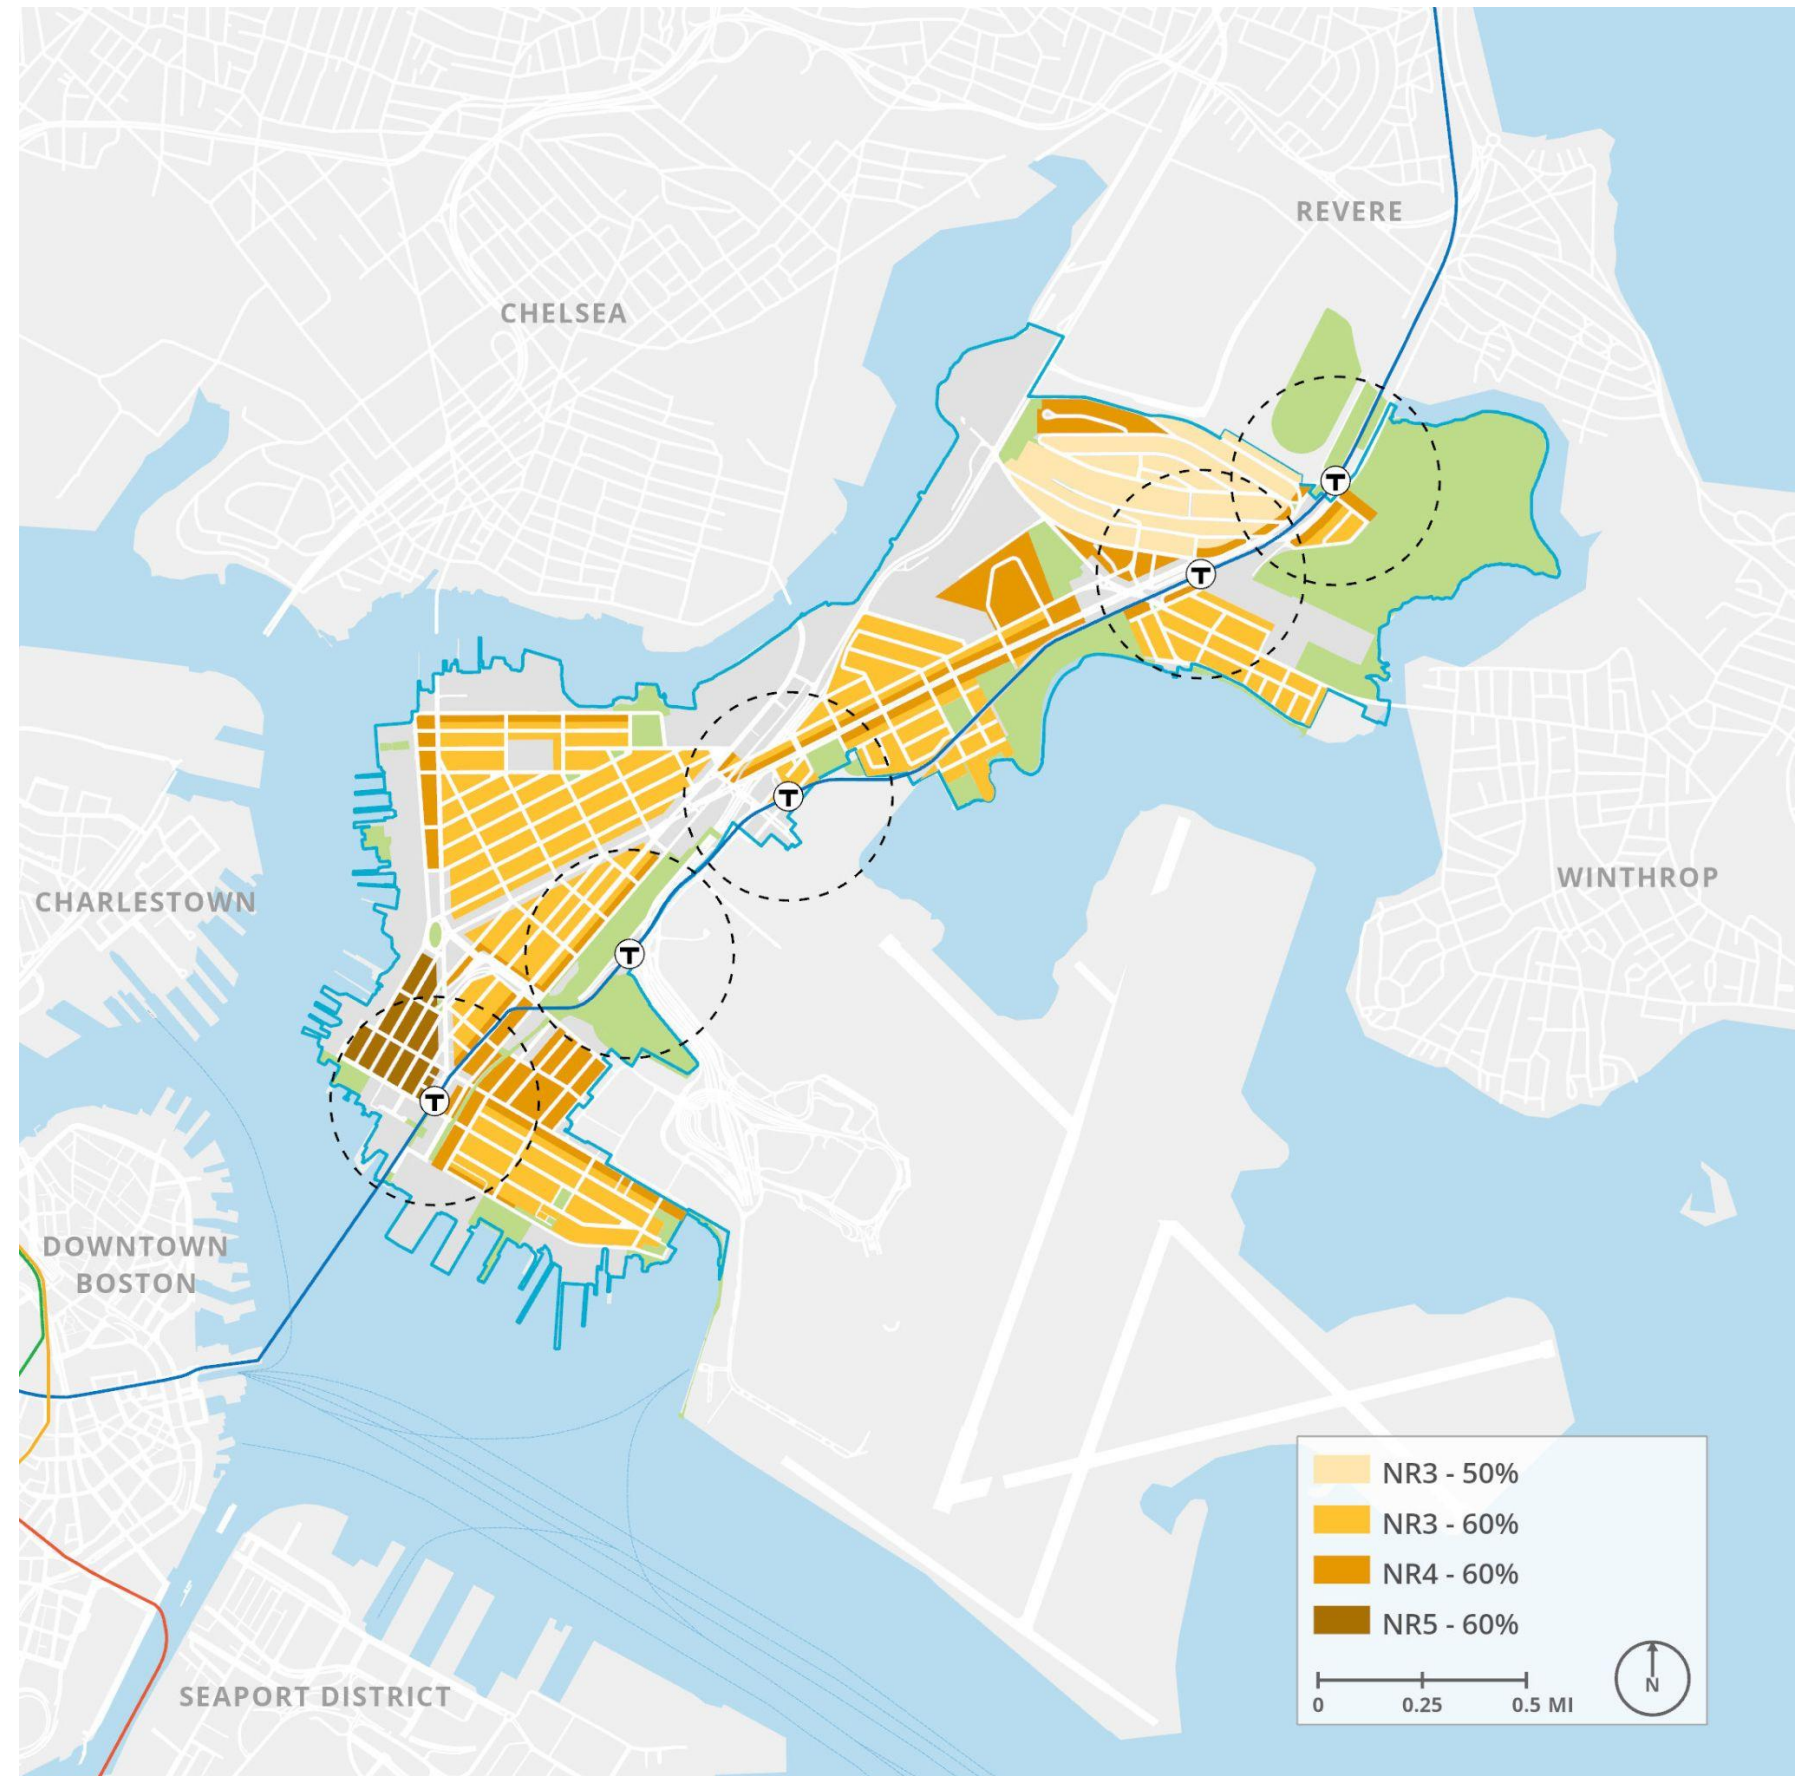 REVERE
CHELSEA
T
T
T
WINTHROP
CHARLESTOWN
T
T
DOWNTOWN
BOSTON
NR3 - 50%
NR3 - 60%
NR4 - 60%
NR5 - 60%
SEAPORT DISTRICT
N
0 0.25 0.5 MI